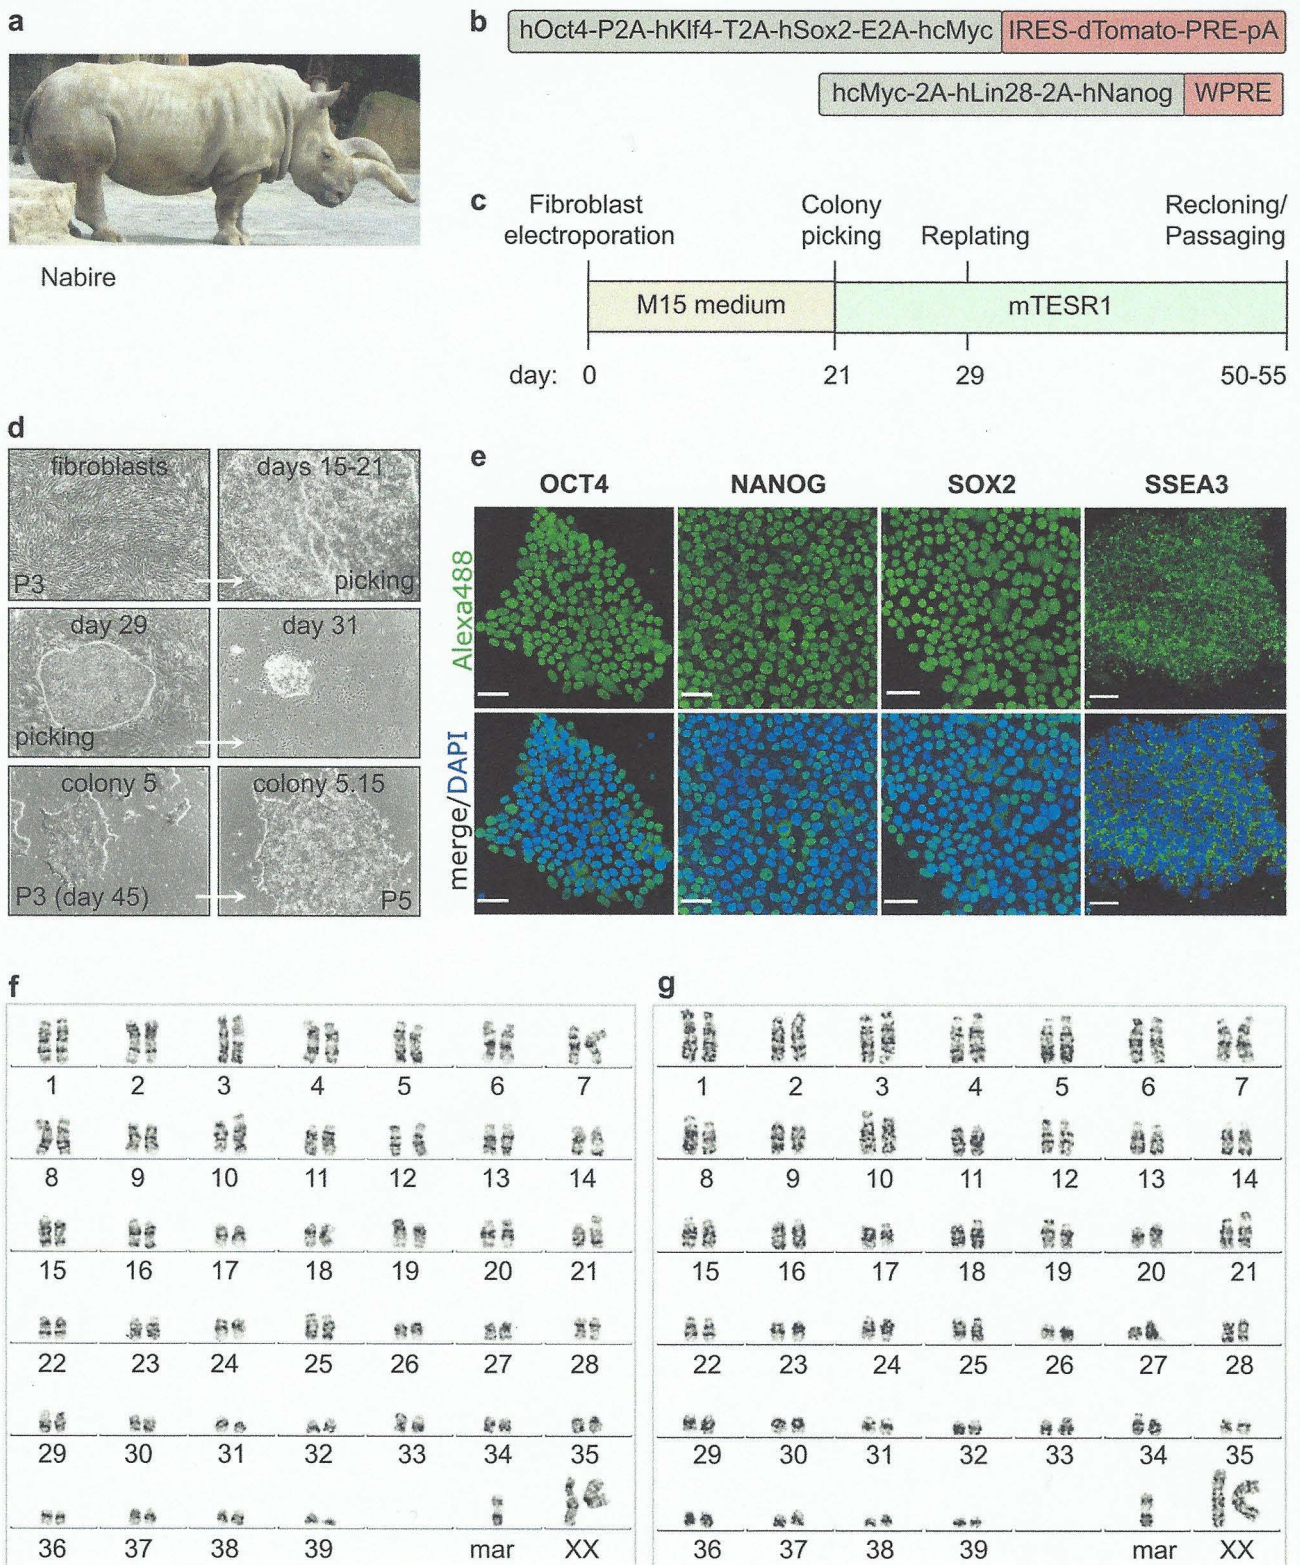 a
Nabire
b
hOct4-P2A-hKlf4-T2A-hSox2-E2A-hcMyc IRES-dTomato-PRE-pA
hcMyc-2A-hLin28-2A-hNanog WPRE
c
Fibroblast electroporation
Colony picking
Replating
Recloning/ Passaging
M15 medium
mTESR1
day: 0 21 29 50-55
d
fibroblasts
P3
days 15-21
picking
day 29
picking
day 31
colony 5
P3 (day 45)
colony 5.15
P5
e
OCT4 NANOG SOX2 SSEA3
Alexa488
merge/DAPI
f
1 2 3 4 5 6 7
8 9 10 11 12 13 14
15 16 17 18 19 20 21
22 23 24 25 26 27 28
29 30 31 32 33 34 35
36 37 38 39 mar XX
g
1 2 3 4 5 6 7
8 9 10 11 12 13 14
15 16 17 18 19 20 21
22 23 24 25 26 27 28
29 30 31 32 33 34 35
36 37 38 39 mar XX